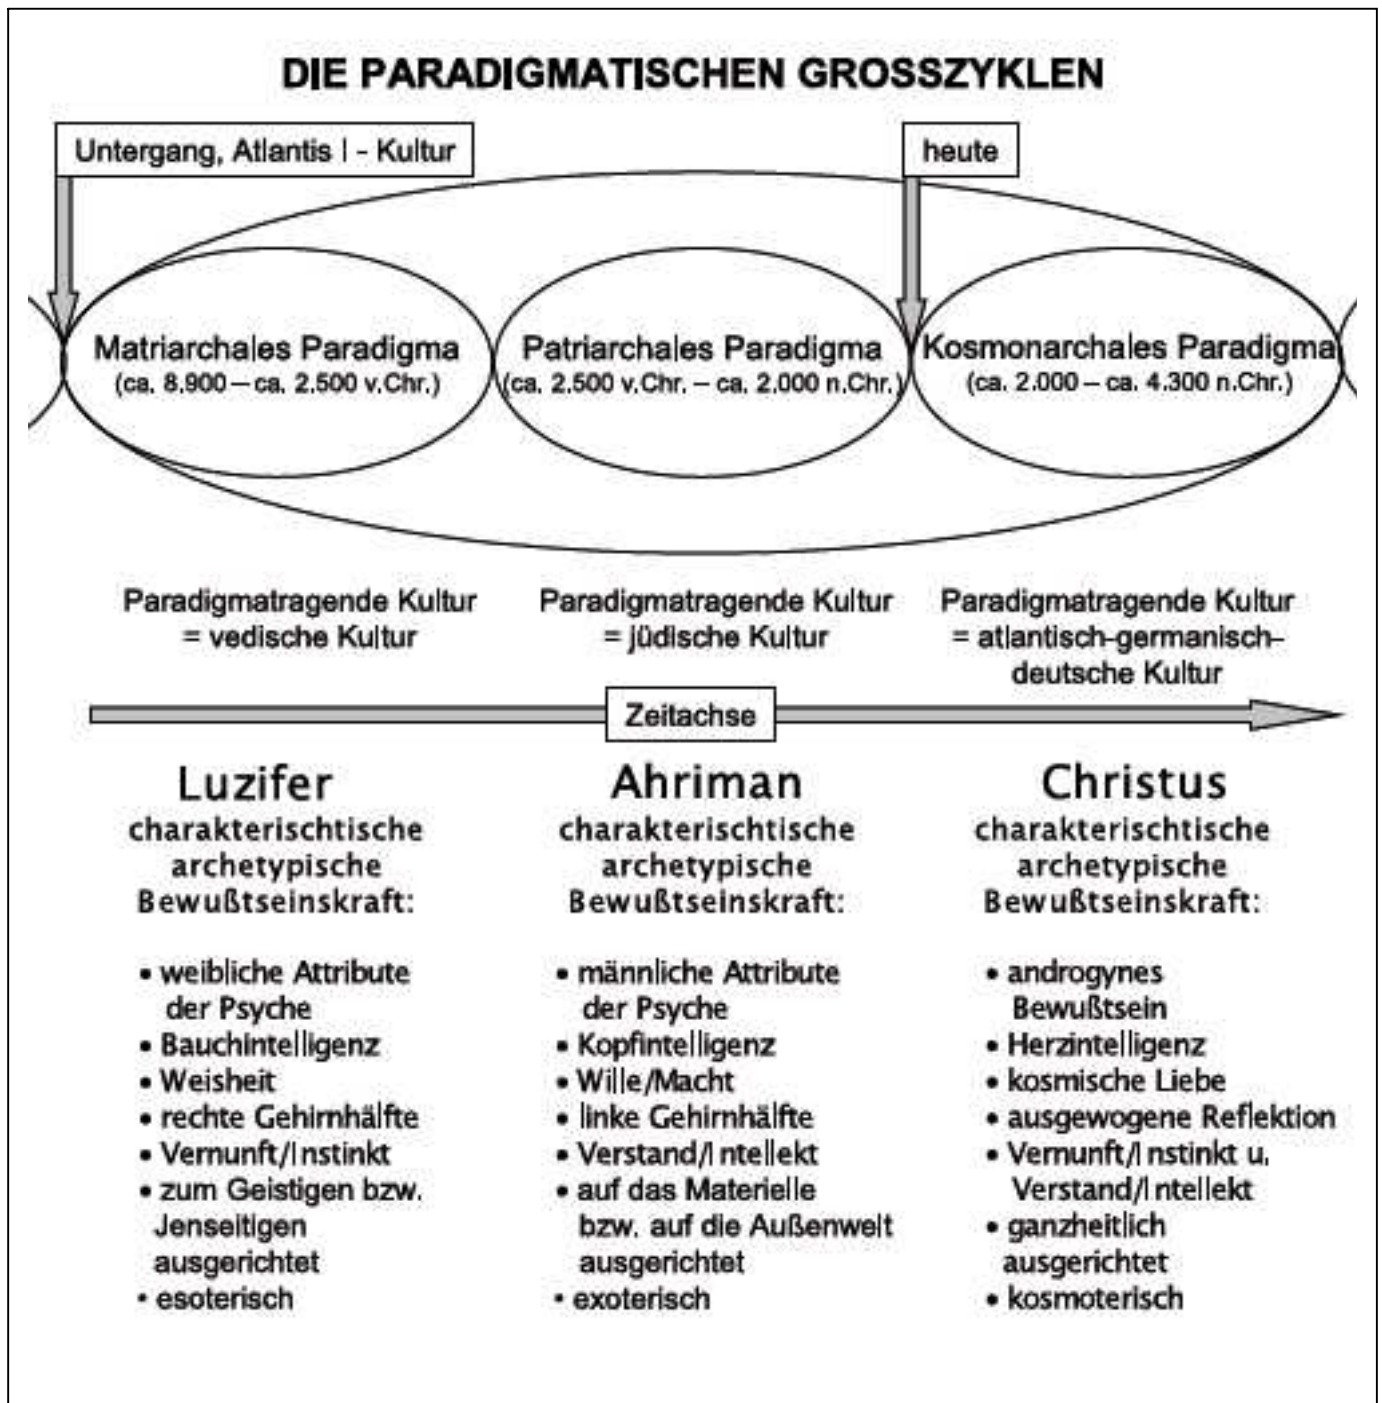 DIE PARADIGMATISCHEN GROSSZYKLEN
Untergang, Atlantis I - Kultur
heute
Matriarchales Paradigma
(ca. 8.900 – ca. 2.500 v.Chr.)
Patriarchales Paradigma
(ca. 2.500 v.Chr. – ca. 2.000 n.Chr.)
Kosmonarchales Paradigma
(ca. 2.000 – ca. 4.300 n.Chr.)
Paradigmatragende Kultur
= vedische Kultur
Paradigmatragende Kultur
= jüdische Kultur
Paradigmatragende Kultur
= atlantisch-germanisch-
deutsche Kultur
Zeitachse
Luzifer
charakterischtische
archetypische
Bewußtseinskraft:
• weibliche Attribute
der Psyche
• Bauchintelligenz
• Weisheit
• rechte Gehirnhälfte
• Vernunft/Instinkt
• zum Geistigen bzw.
Jenseitigen
ausgerichtet
• esoterisch
Ahriman
charakterischtische
archetypische
Bewußtseinskraft:
• männliche Attribute
der Psyche
• Kopfintelligenz
• Wille/Macht
• linke Gehirnhälfte
• Verstand/Intellekt
• auf das Materielle
bzw. auf die Außenwelt
ausgerichtet
• exoterisch
Christus
charakterischtische
archetypische
Bewußtseinskraft:
• androgynes
Bewußtsein
• Herzintelligenz
• kosmische Liebe
• ausgewogene Reflektion
• Vernunft/Instinkt u.
Verstand/Intellekt
• ganzheitlich
ausgerichtet
• kosmoterisch